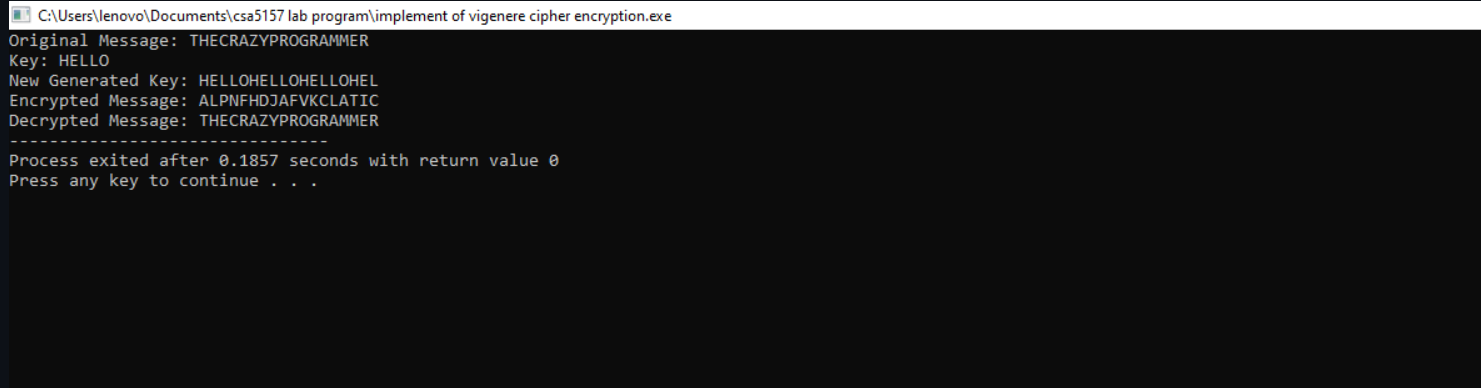 C:\Users\lenovo\Documents\csa5157 lab program\implement of vigenere cipher encryption.exe
Original Message: THECRAZYPROGRAMMER
Key: HELLO
New Generated Key: HELLOHELLOHELLOHEL
Encrypted Message: ALPNFHDJAFVKCLATIC
Decrypted Message: THECRAZYPROGRAMMER
--------------------------------
Process exited after 0.1857 seconds with return value 0
Press any key to continue . . .